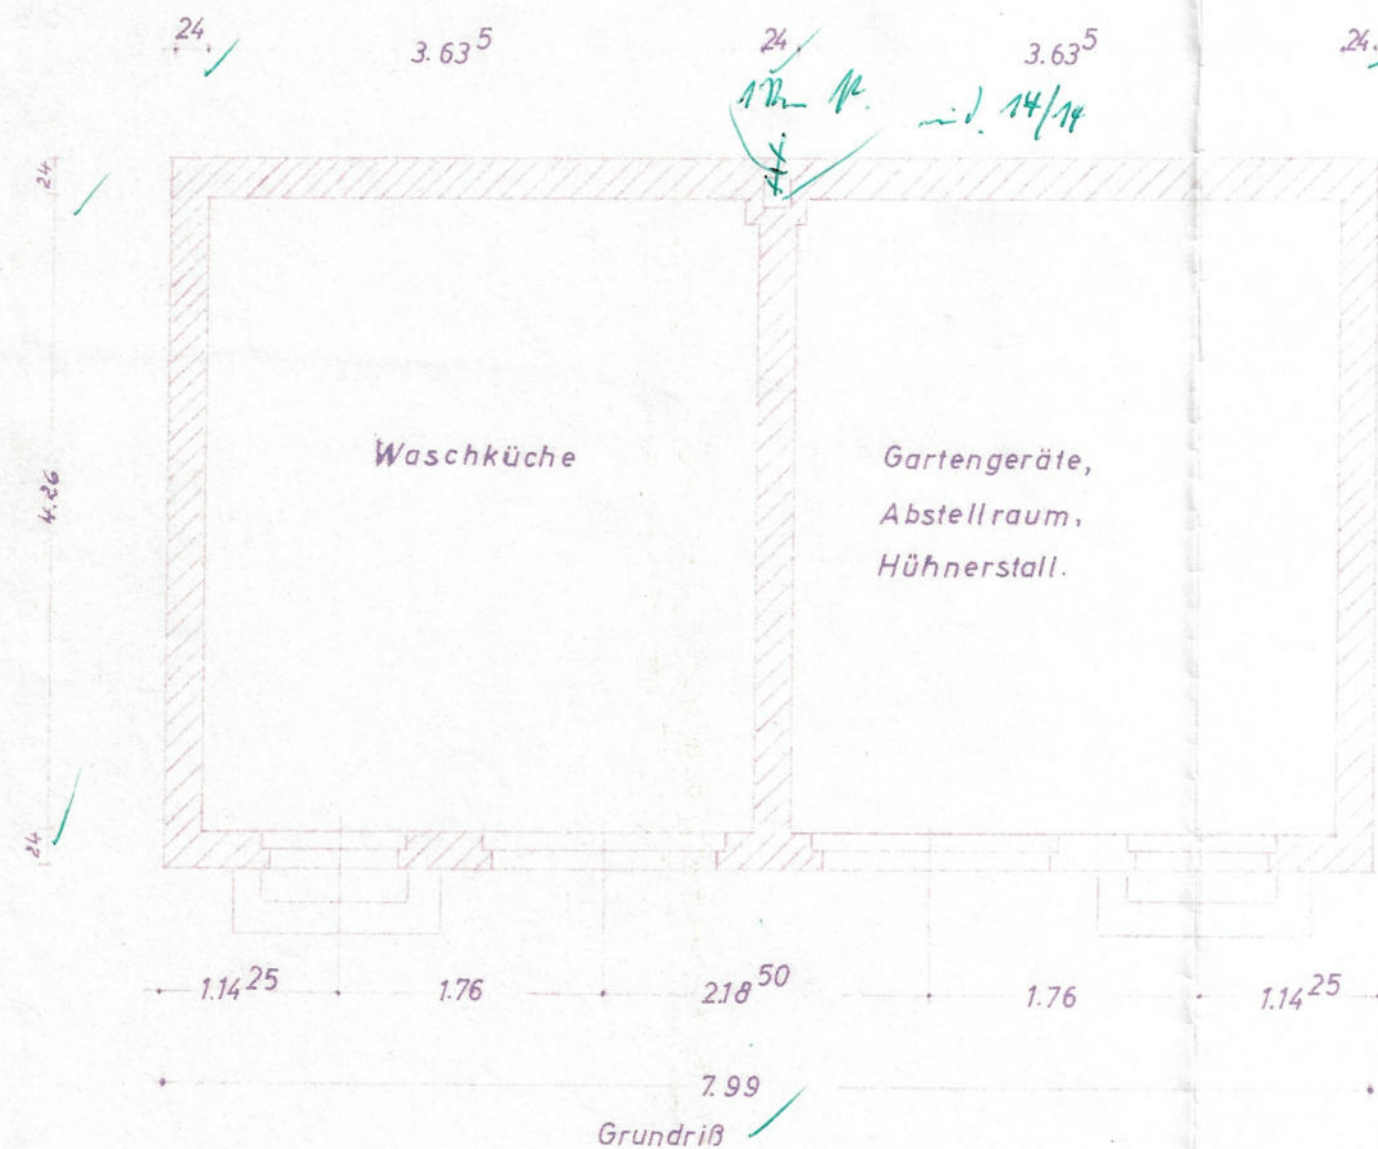 24 3.63⁵ 24 3.63⁵ 24.
mind. 14/14
24
Waschküche
Gartengeräte,
Abstellraum,
Hühnerstall.
4.26
24
1.14²⁵ 1.76 2.18⁵⁰ 1.76 1.14²⁵
7.99
Grundriß